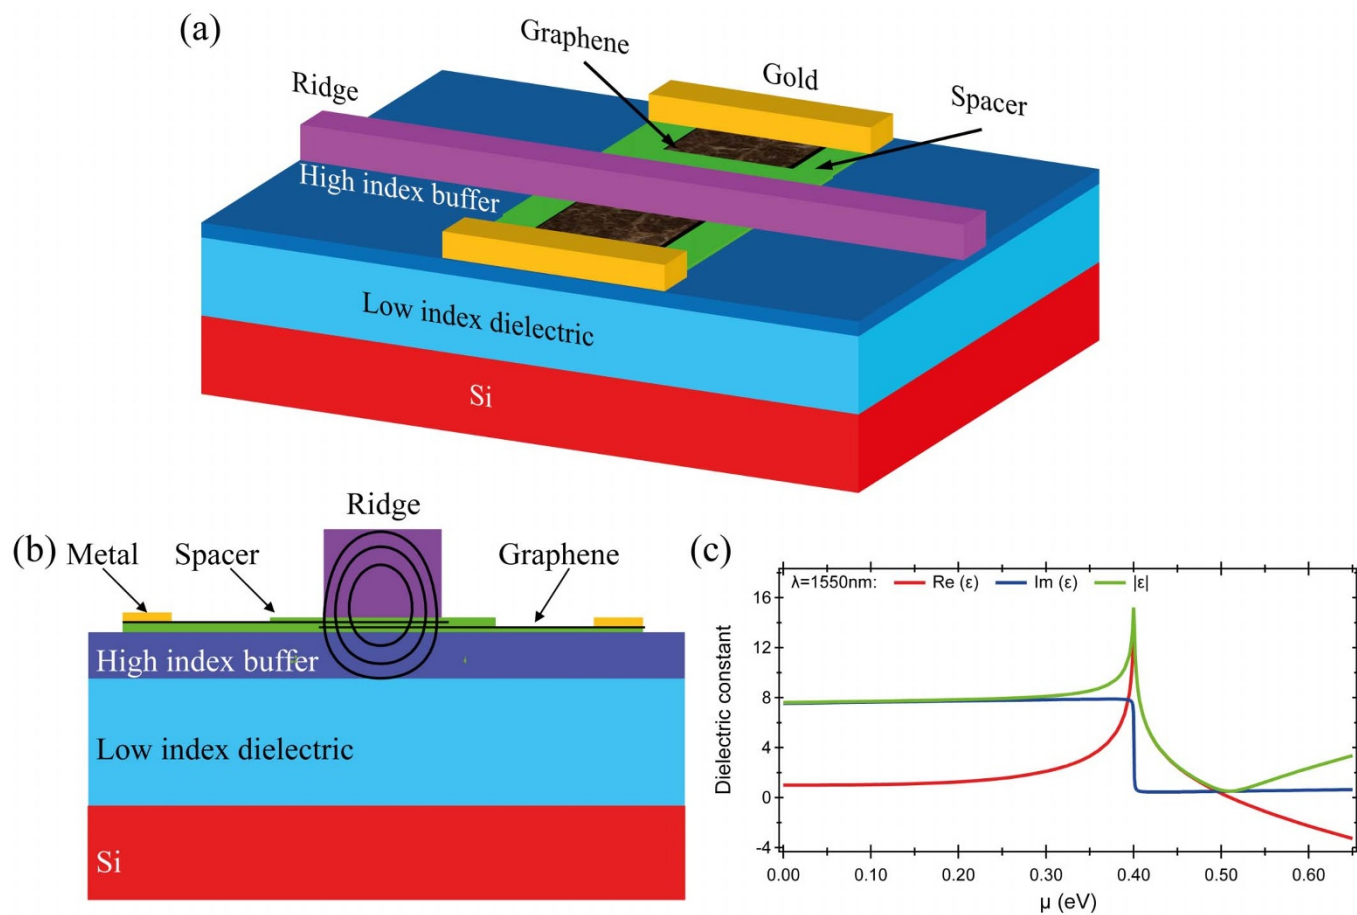 (a)
Graphene
Gold
Ridge
Spacer
High index buffer
Low index dielectric
Si
(b)
Ridge
Metal
Spacer
Graphene
High index buffer
Low index dielectric
Si
(c)
λ=1550nm: Re (ε) Im (ε) |ε|
Dielectric constant
16
12
8
4
0
-4
0.00 0.10 0.20 0.30 0.40 0.50 0.60
μ (eV)